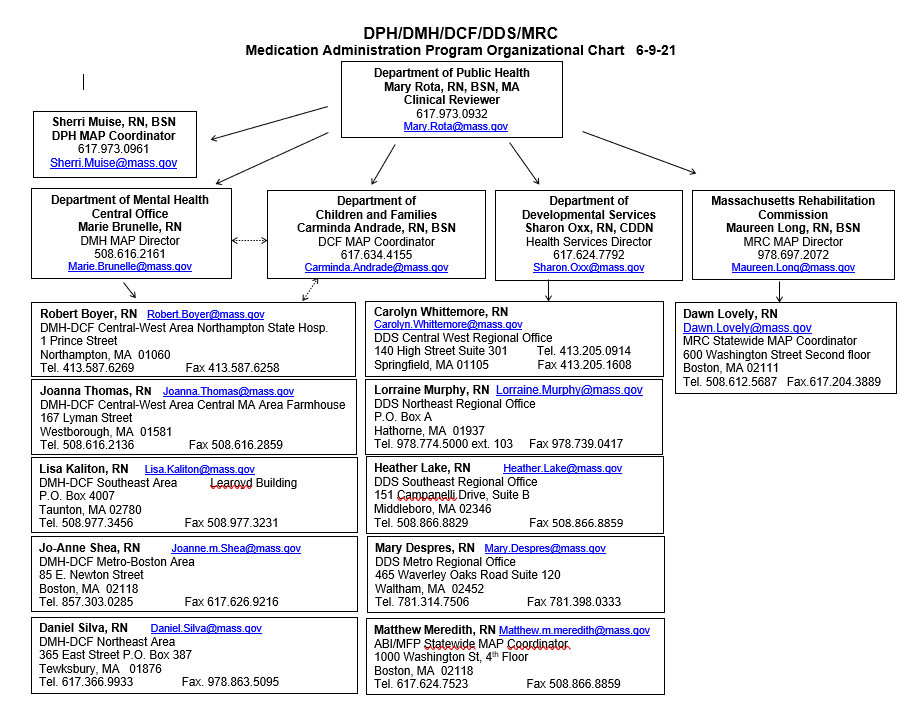 DPH/DMH/DCF/DDS/MRC
Medication Administration Program Organizational Chart 6-9-21
Department of Public Health
Mary Rota, RN, BSN, MA
Clinical Reviewer
617.973.0932
Mary.Rota@mass.gov
Sherri Muise, RN, BSN
DPH MAP Coordinator
617.973.0961
Sherri.Muise@mass.gov
Department of Mental Health
Central Office
Marie Brunelle, RN
DMH MAP Director
508.616.2161
Marie.Brunelle@mass.gov
Department of
Children and Families
Carminda Andrade, RN, BSN
DCF MAP Coordinator
617.634.4155
Carminda.Andrade@mass.gov
Department of
Developmental Services
Sharon Oxx, RN, CDDN
Health Services Director
617.624.7792
Sharon.Oxx@mass.gov
Massachusetts Rehabilitation
Commission
Maureen Long, RN, BSN
MRC MAP Director
978.697.2072
Maureen.Long@mass.gov
Robert Boyer, RN Robert.Boyer@mass.gov
DMH-DCF Central-West Area Northampton State Hosp.
1 Prince Street
Northampton, MA 01060
Tel. 413.587.6269 Fax 413.587.6258
Joanna Thomas, RN Joanna.Thomas@mass.gov
DMH-DCF Central-West Area Central MA Area Farmhouse
167 Lyman Street
Westborough, MA 01581
Tel. 508.616.2136 Fax 508.616.2859
Lisa Kaliton, RN Lisa.Kaliton@mass.gov
DMH-DCF Southeast Area Learoyd Building
P.O. Box 4007
Taunton, MA 02780
Tel. 508.977.3456 Fax 508.977.3231
Jo-Anne Shea, RN Joanne.m.Shea@mass.gov
DMH-DCF Metro-Boston Area
85 E. Newton Street
Boston, MA 02118
Tel. 857.303.0285 Fax 617.626.9216
Daniel Silva, RN Daniel.Silva@mass.gov
DMH-DCF Northeast Area
365 East Street P.O. Box 387
Tewksbury, MA 01876
Tel. 617.366.9933 Fax. 978.863.5095
Carolyn Whittemore, RN
Carolyn.Whittemore@mass.gov
DDS Central West Regional Office
140 High Street Suite 301 Tel. 413.205.0914
Springfield, MA 01105 Fax 413.205.1608
Lorraine Murphy, RN Lorraine.Murphy@mass.gov
DDS Northeast Regional Office
P.O. Box A
Hathorne, MA 01937
Tel. 978.774.5000 ext. 103 Fax 978.739.0417
Heather Lake, RN Heather.Lake@mass.gov
DDS Southeast Regional Office
151 Campanelli Drive, Suite B
Middleboro, MA 02346
Tel. 508.866.8829 Fax 508.866.8859
Mary Despres, RN Mary.Despres@mass.gov
DDS Metro Regional Office
465 Waverley Oaks Road Suite 120
Waltham, MA 02452
Tel. 781.314.7506 Fax 781.398.0333
Matthew Meredith, RN Matthew.m.meredith@mass.gov
ABI/MFP Statewide MAP Coordinator
1000 Washington St, 4th Floor
Boston, MA 02118
Tel. 617.624.7523 Fax 508.866.8859
Dawn Lovely, RN
Dawn.Lovely@mass.gov
MRC Statewide MAP Coordinator
600 Washington Street Second floor
Boston, MA 02111
Tel. 508.612.5687 Fax.617.204.3889